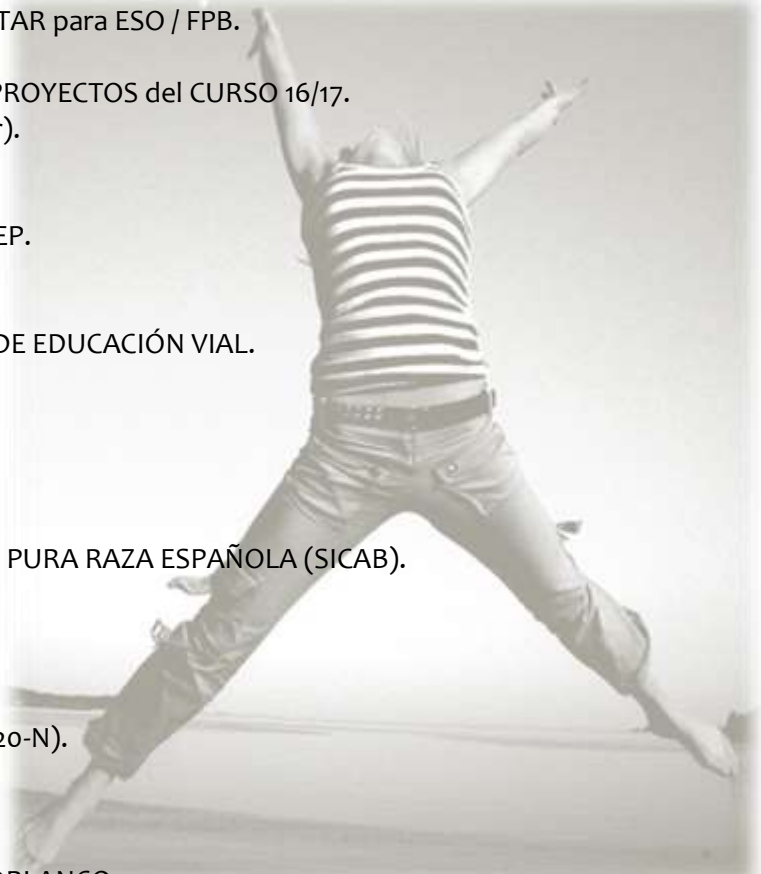 TAR para ESO / FPB.
PROYECTOS del CURSO 16/17.
).
EP.
DE EDUCACIÓN VIAL.
PURA RAZA ESPAÑOLA (SICAB).
20-N).